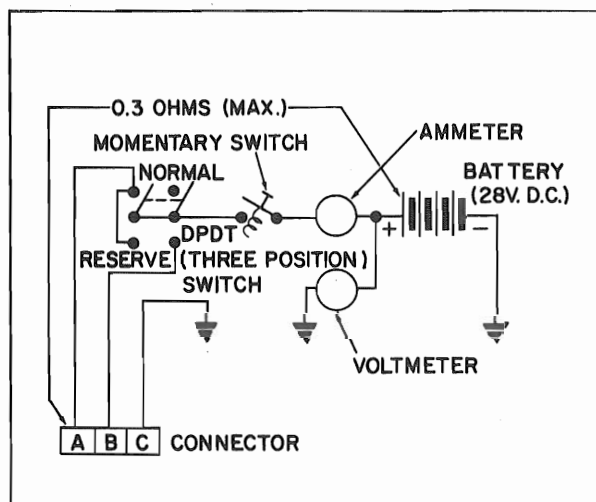 0.3 OHMS (MAX.)
AMMETER
MOMENTARY SWITCH
BATTERY
(28V. D.C.)
NORMAL
+
−
DPDT
RESERVE (THREE POSITION)
SWITCH
VOLTMETER
A B C CONNECTOR